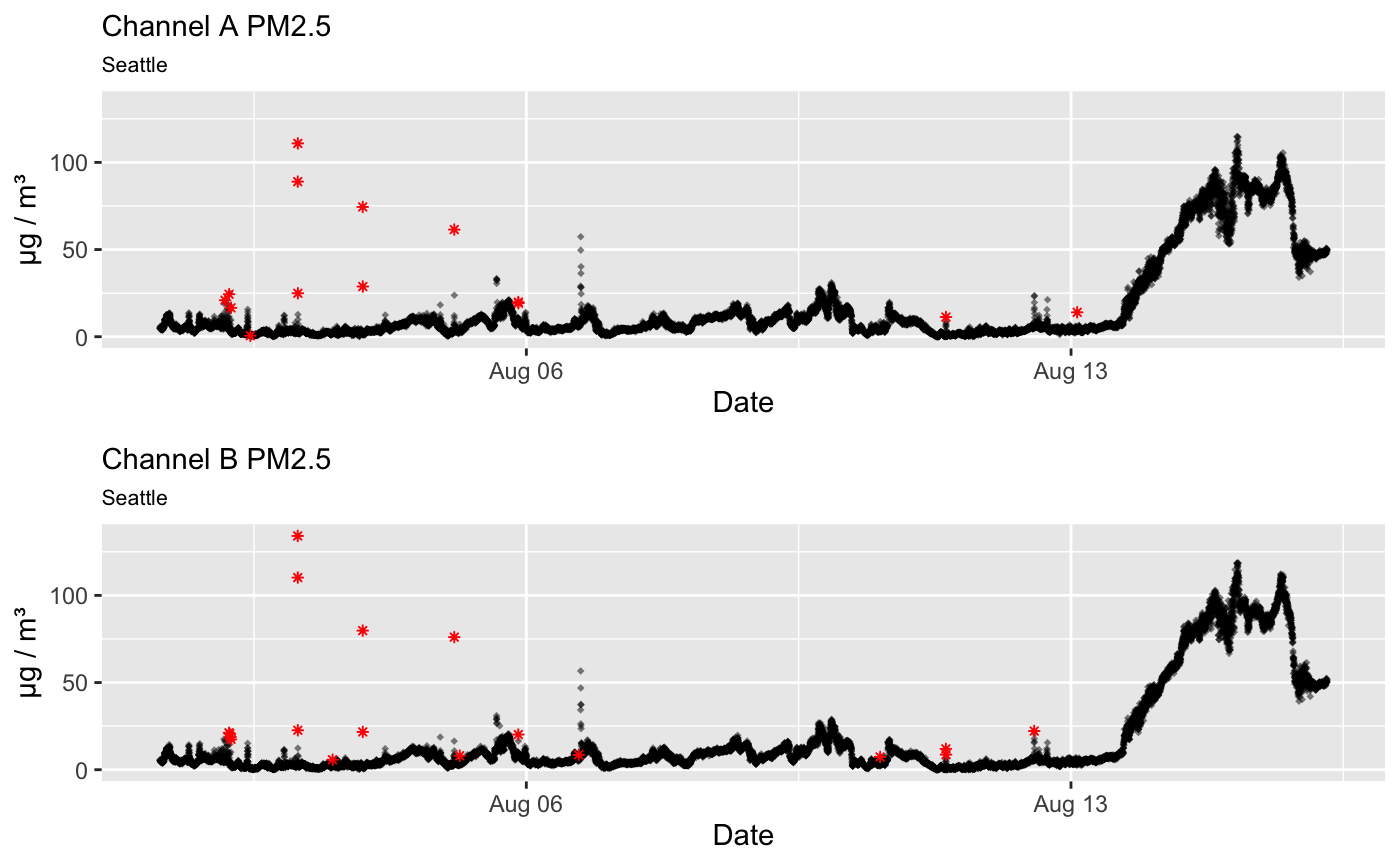 Channel A PM2.5
Seattle
100
50
0
μg / m³
Aug 06
Aug 13
Date
Channel B PM2.5
Seattle
100
50
0
μg / m³
Aug 06
Aug 13
Date